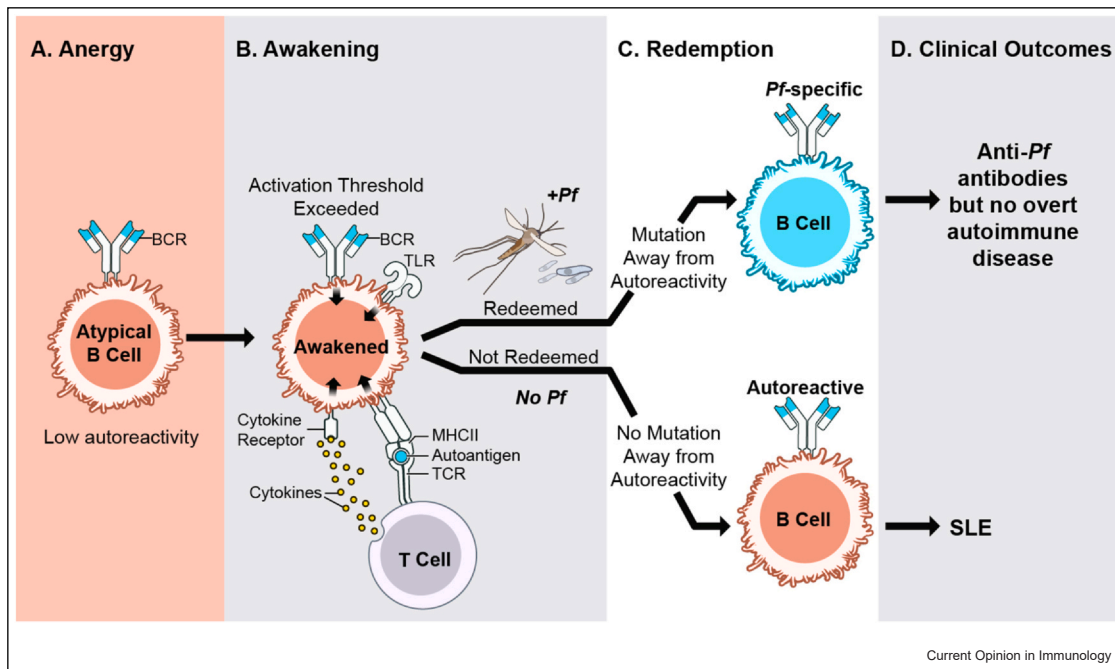 A. Anergy
BCR
Atypical
B Cell
Low autoreactivity
B. Awakening
Activation Threshold
Exceeded
BCR
TLR
Awakened
Cytokine
Receptor
MHCII
Autoantigen
TCR
Cytokines
T Cell
+Pf
Redeemed
Not Redeemed
No Pf
C. Redemption
Pf-specific
B Cell
Mutation
Away from
Autoreactivity
Autoreactive
No Mutation
Away from
Autoreactivity
B Cell
D. Clinical Outcomes
Anti-Pf
antibodies
but no overt
autoimmune
disease
SLE
Current Opinion in Immunology